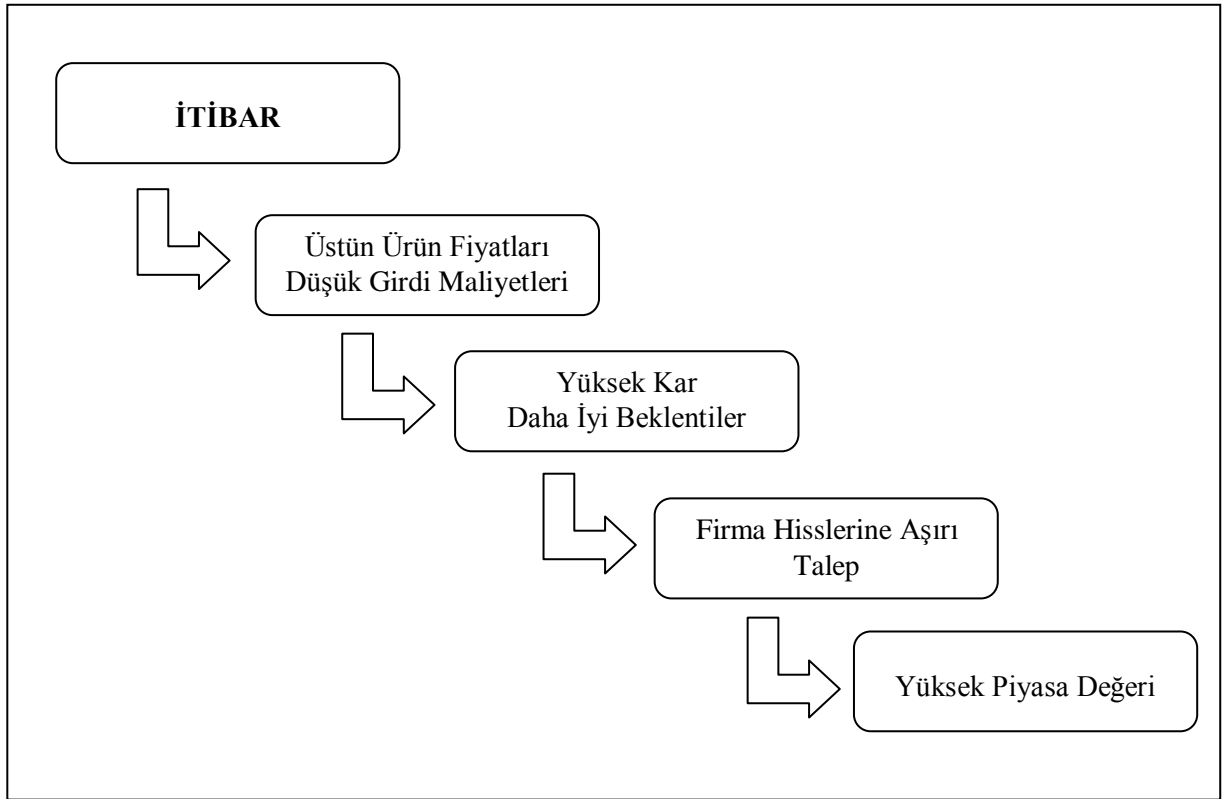 İTİBAR
Üstün Ürün Fiyatları
Düşük Girdi Maliyetleri
Yüksek Kar
Daha İyi Beklentiler
Firma Hisslerine Aşırı
Talep
Yüksek Piyasa Değeri